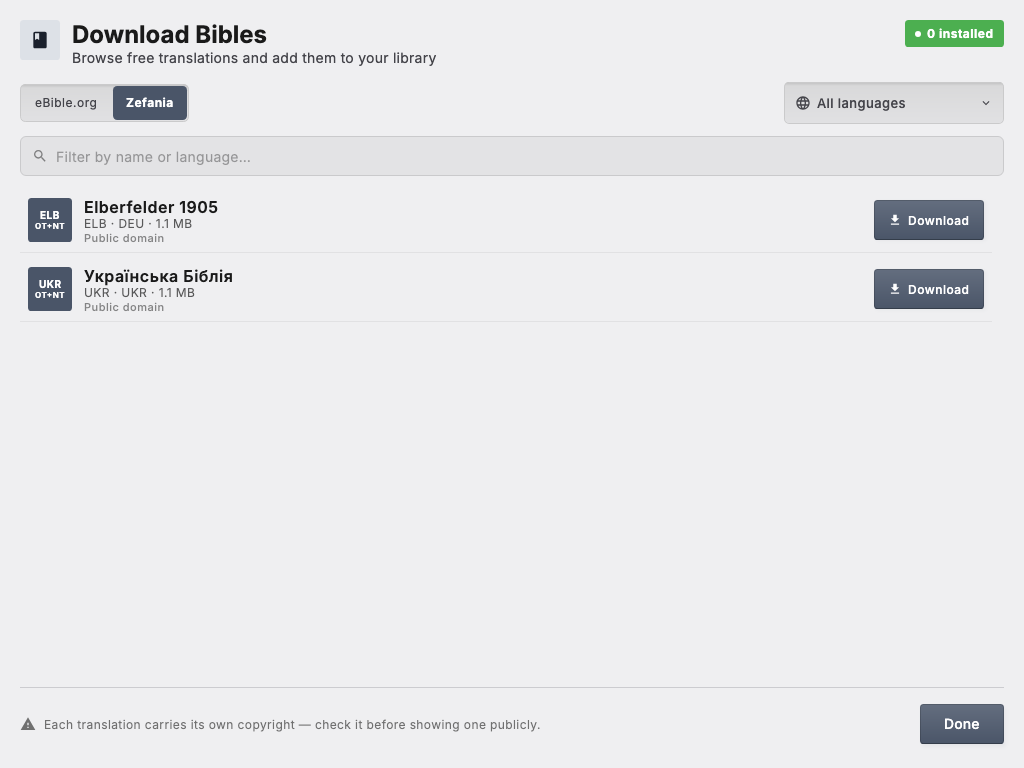 Download Bibles
Browse free translations and add them to your library
0 installed
eBible.org
Zefania
All languages
Filter by name or language...
ELB
OT+NT
Elberfelder 1905
ELB · DEU · 1.1 MB
Public domain
Download
UKR
OT+NT
Українська Біблія
UKR · UKR · 1.1 MB
Public domain
Download
Each translation carries its own copyright — check it before showing one publicly.
Done